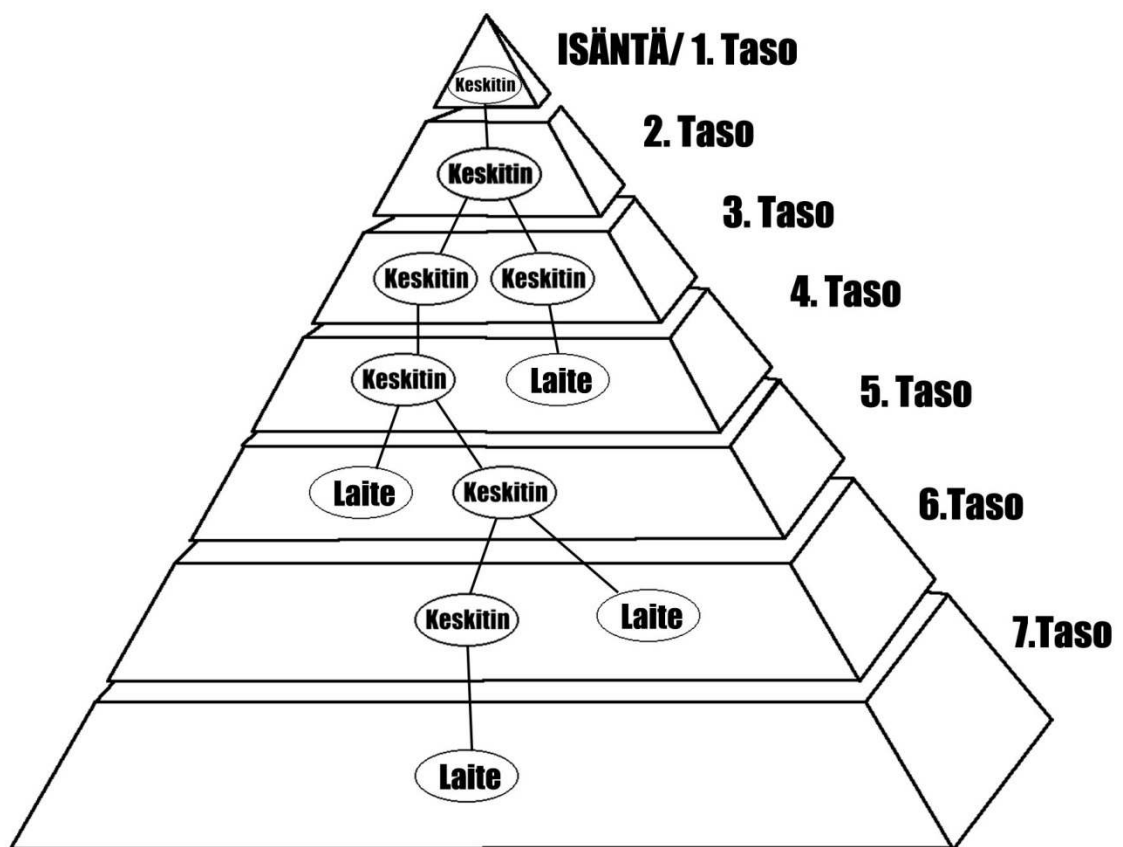 ISÄNTÄ/ 1. Taso
Keskitin
2. Taso
Keskitin
3. Taso
Keskitin Keskitin
4. Taso
Keskitin Laite
5. Taso
Laite Keskitin
6.Taso
Keskitin Laite
7.Taso
Laite